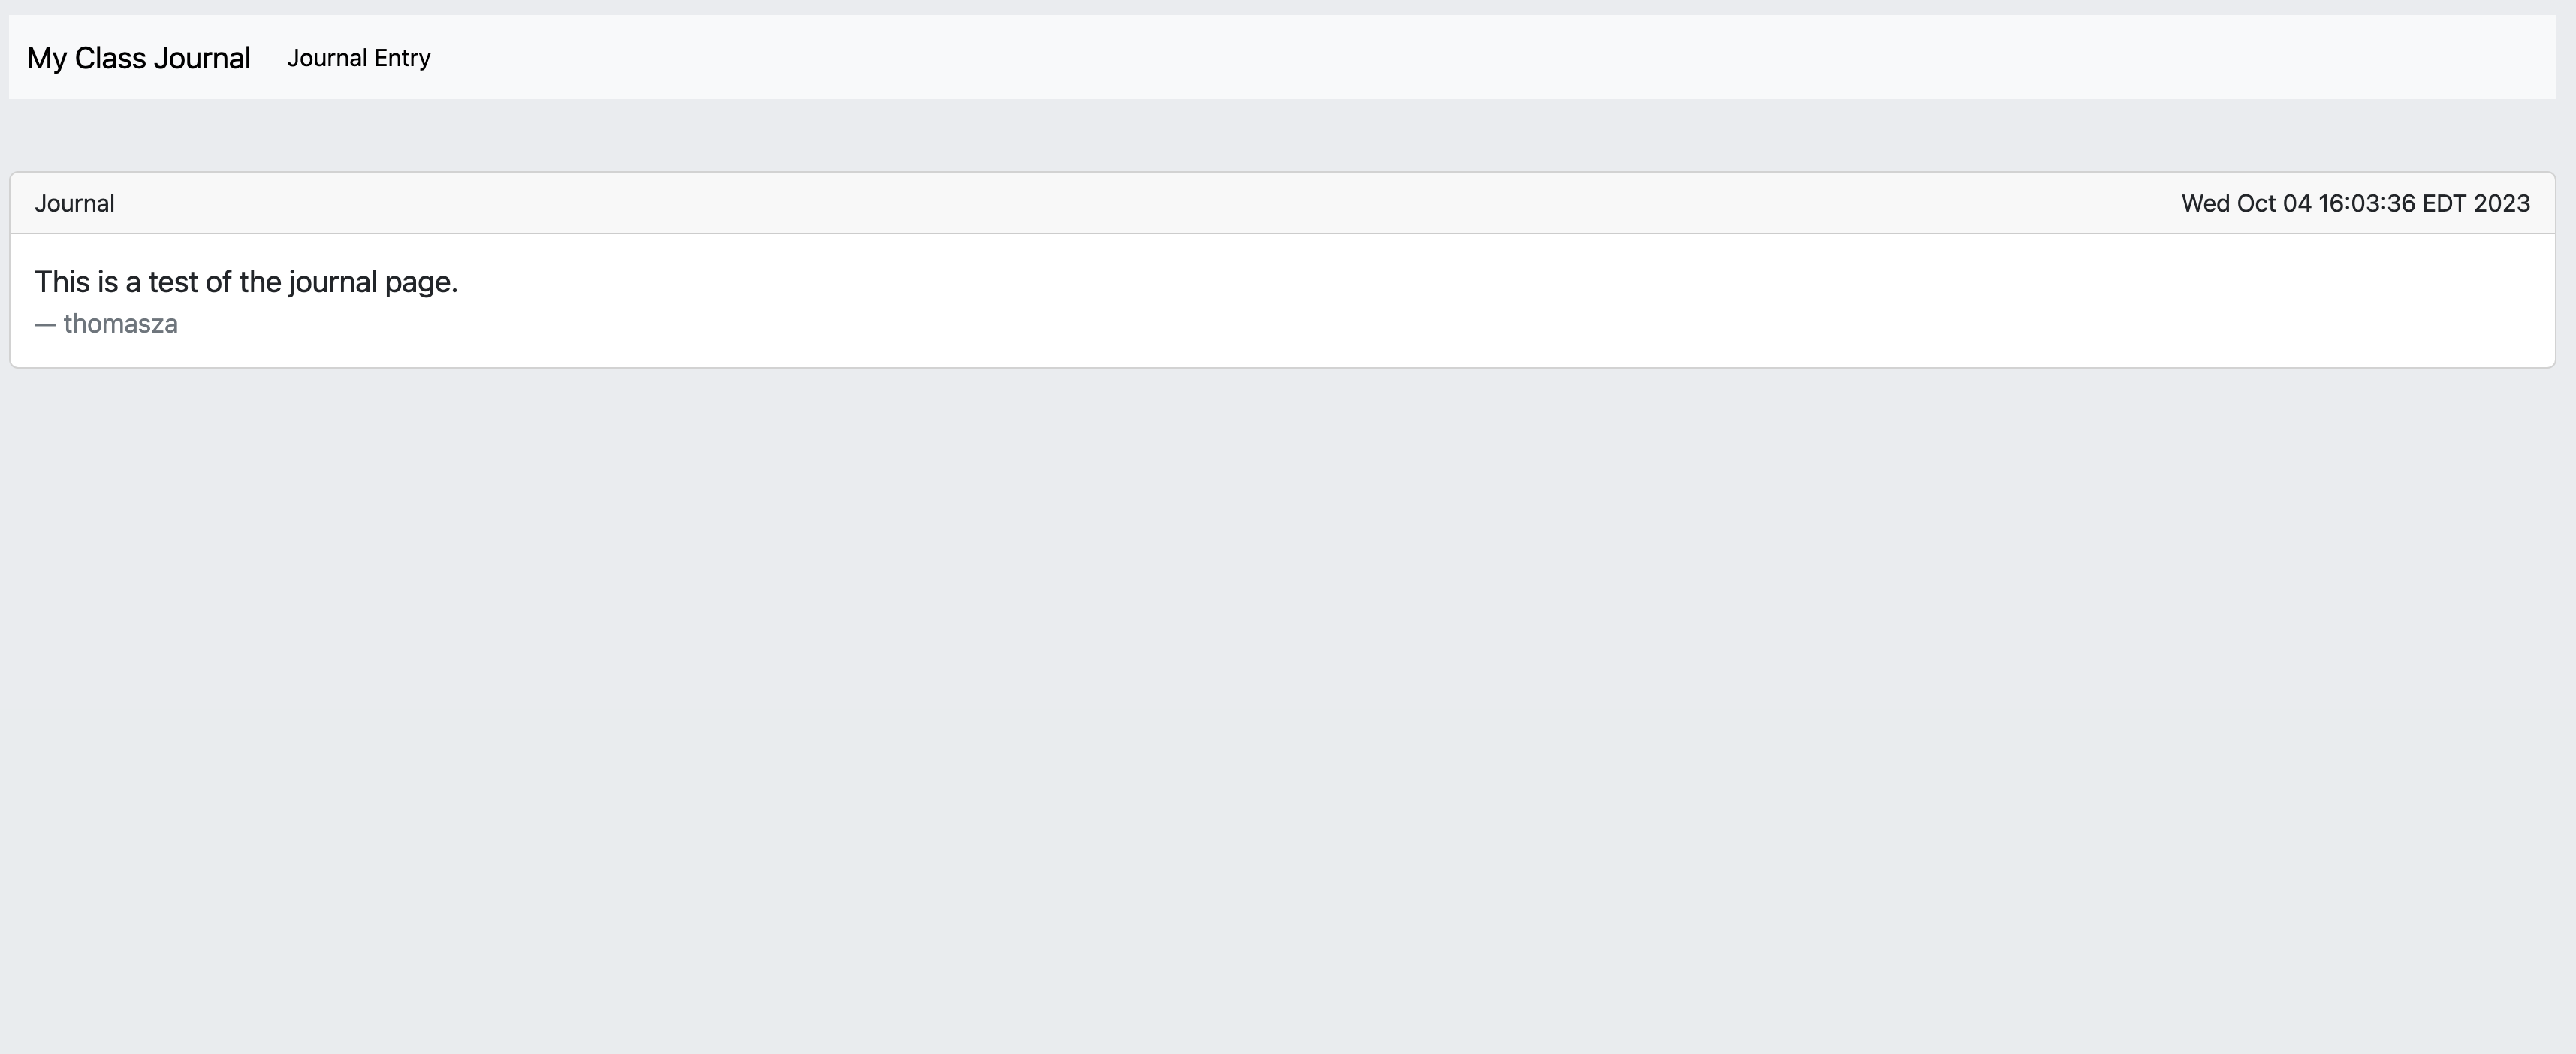 My Class Journal Journal Entry
Journal Wed Oct 04 16:03:36 EDT 2023
This is a test of the journal page.
— thomasza